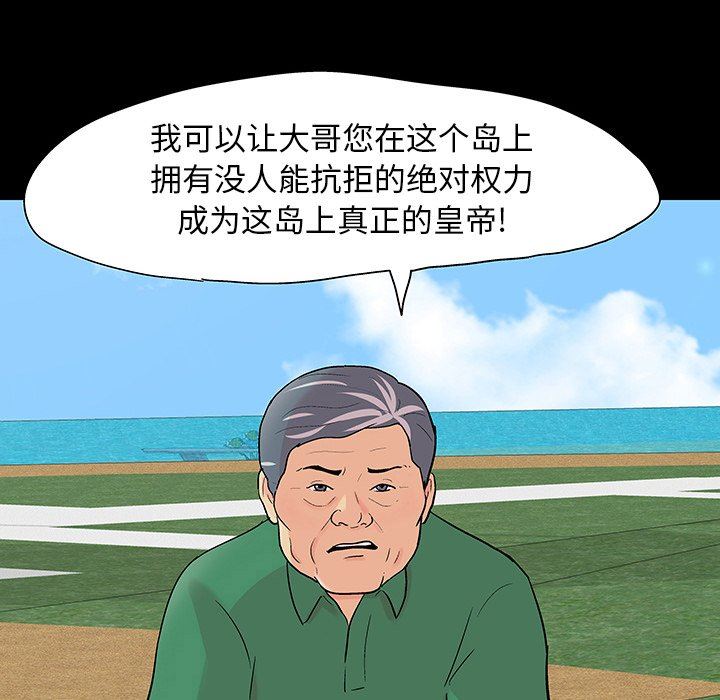 我可以让大哥您在这个岛上
拥有没人能抗拒的绝对权力
成为这岛上真正的皇帝!